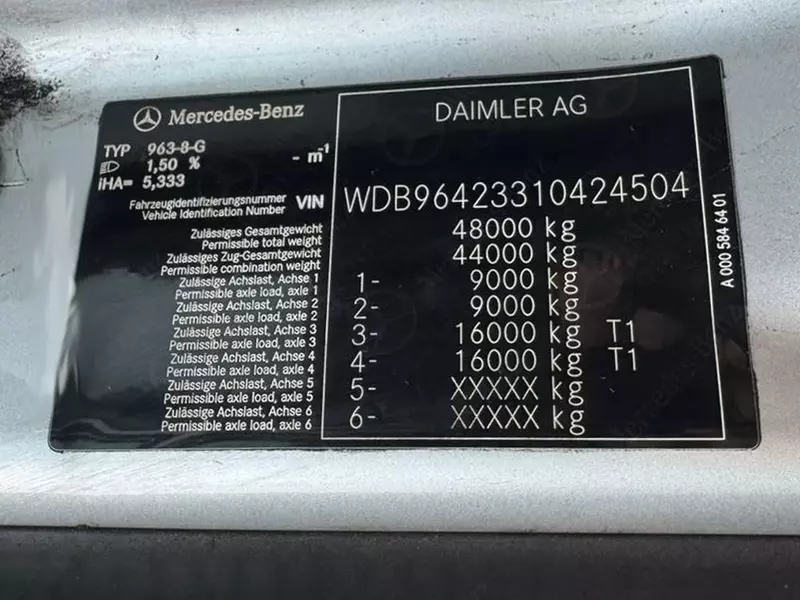 Mercedes-Benz
DAIMLER AG
TYP 963-8-G
1,50 % - m-1
iHA= 5,333
Fahrzeugidentifizierungsnummer
Vehicle Identification Number VIN WDB96423310424504
Zulässiges Gesamtgewicht
Permissible total weight 48000 kg
Zulässiges Zug-Gesamtgewicht
Permissible combination weight 44000 kg
Zulässige Achslast, Achse 1
Permissible axle load, axle 1 1- 9000 kg
Zulässige Achslast, Achse 2
Permissible axle load, axle 2 2- 9000 kg
Zulässige Achslast, Achse 3
Permissible axle load, axle 3 3- 16000 kg T1
Zulässige Achslast, Achse 4
Permissible axle load, axle 4 4- 16000 kg T1
Zulässige Achslast, Achse 5
Permissible axle load, axle 5 5- XXXXX kg
Zulässige Achslast, Achse 6
Permissible axle load, axle 6 6- XXXXX kg
A 000 584 64 01